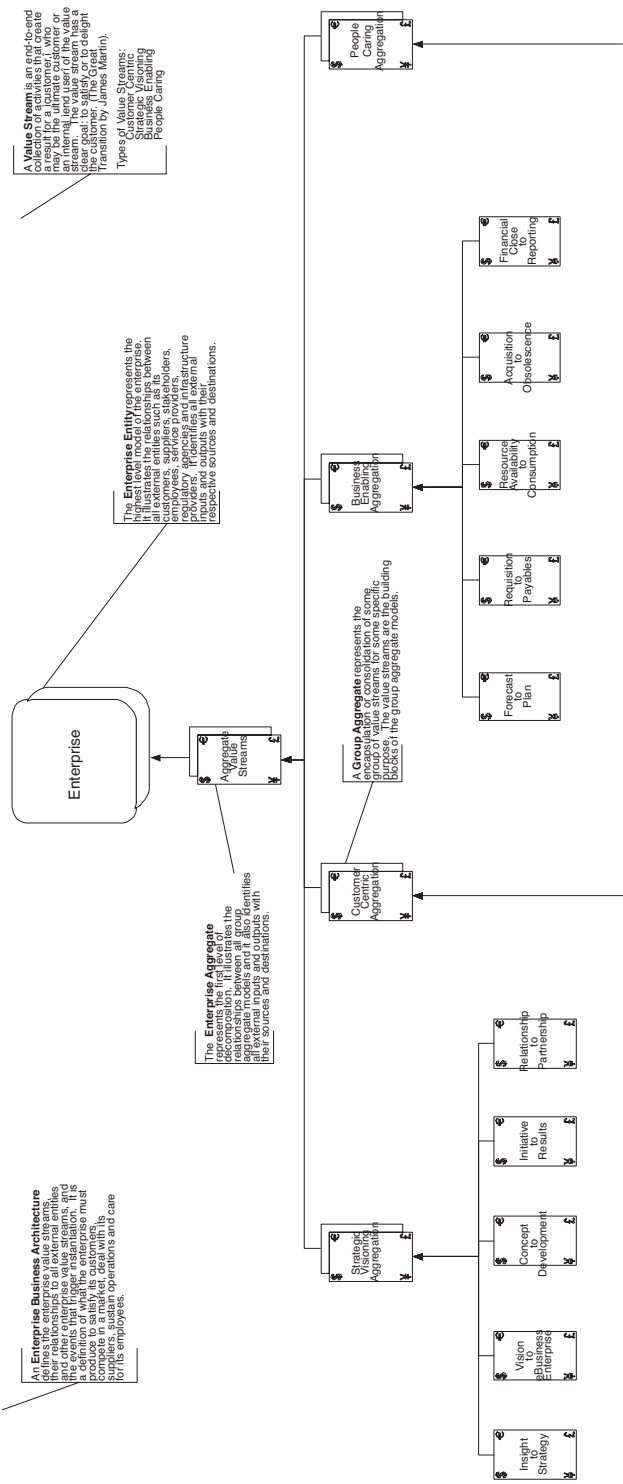 An Enterprise Business Architecture
defines the enterprise value streams,
their relationships to all external entities
and other enterprise value streams, and
the events that trigger instantiation. It is
a definition of what the enterprise must
produce to satisfy its customers,
compete in a market, deal with its
suppliers, sustain operations and care
for its employees.
The Enterprise Aggregate
represents the first level of
decomposition. It illustrates the
relationships between all group
aggregate models and it also identifies
all external inputs and outputs with
their sources and destinations.
Enterprise
The Enterprise Entity represents the
highest level model of the enterprise.
It illustrates the relationships between
all external entities such as its
customers, suppliers, stakeholders,
employees, service providers,
regulatory agencies and infrastructure
providers. If identifies all external
inputs and outputs with their
respective sources and destinations.
A Value Stream is an end-to-end
collection of activities that create
a result for a ìcustomer,î who
may be the ultimate customer or
an internal ìend userî of the value
stream. The value stream has a
clear goal: to satisfy or to delight
the customer. (The Great
Transition by James Martin).
Types of Value Streams:
Customer Centric
Strategic Visioning
Business Enabling
People Caring
Aggregate
Value
Streams
A Group Aggregate represents the
encapsulation or consolidation of some
group of value streams for some specific
purpose. The value streams are the building
blocks of the group aggregate models.
Strategic
Visioning
Aggregation
Customer
Centric
Aggregation
Business
Enabling
Aggregation
People
Caring
Aggregation
Insight
to
Strategy
Vision
to
eBusiness
Enterprise
Concept
to
Development
Initiative
to
Results
Relationship
to
Partnership
Forecast
to
Plan
Requisition
to
Payables
Resource
Availability
to
Consumption
Acquisition
to
Obsolescence
Financial
Close
to
Reporting